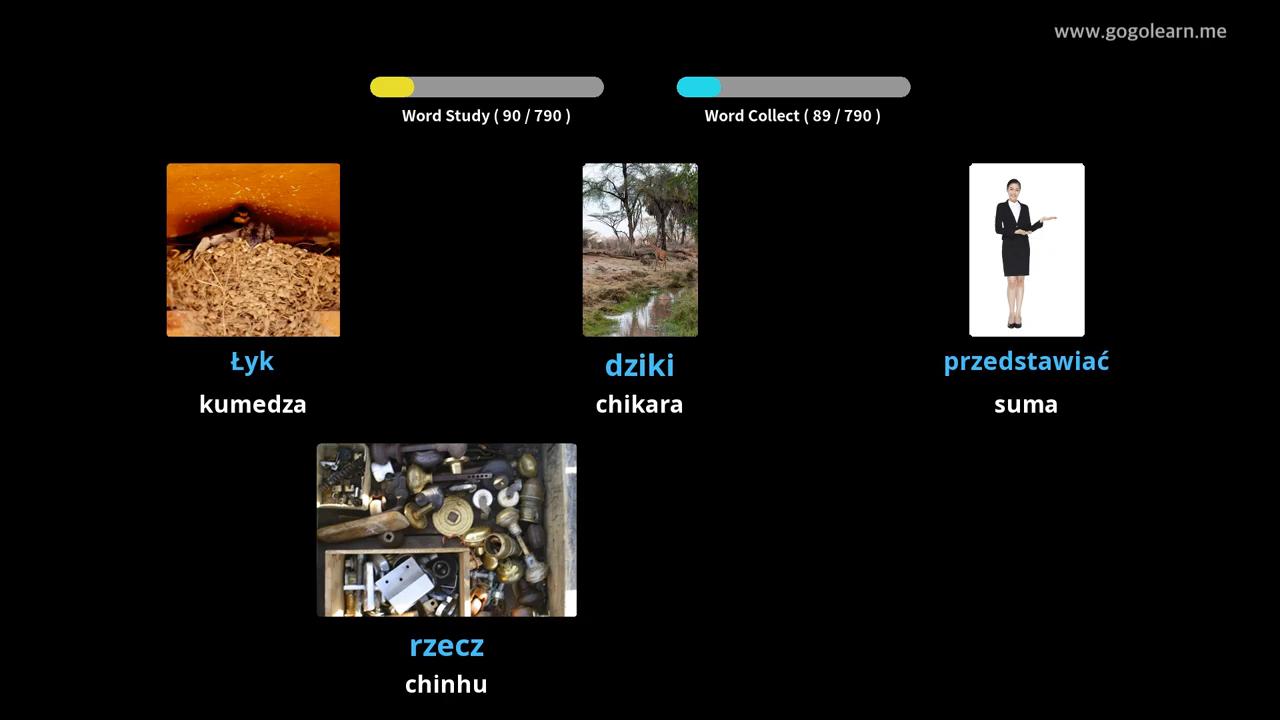 www.gogolearn.me
Word Study ( 90 / 790 )
Word Collect ( 89 / 790 )
Łyk
kumedza
dziki
chikara
przedstawiać
suma
rzecz
chinhu